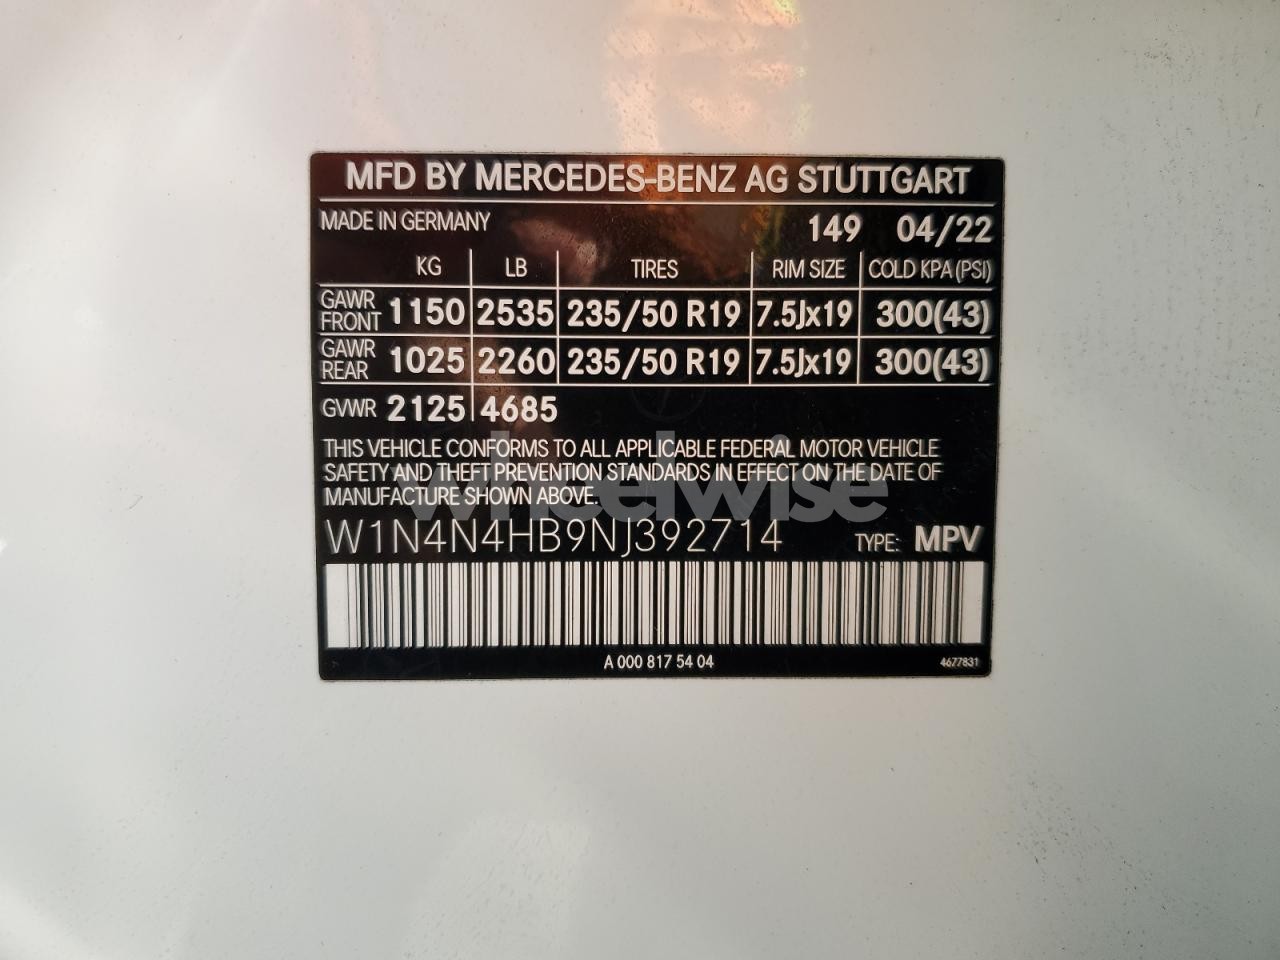 MFD BY MERCEDES-BENZ AG STUTTGART
MADE IN GERMANY 149 04/22
KG LB TIRES RIM SIZE COLD KPA (PSI)
GAWR FRONT 1150 2535 235/50 R19 7.5Jx19 300(43)
GAWR REAR 1025 2260 235/50 R19 7.5Jx19 300(43)
GVWR 2125 4685
THIS VEHICLE CONFORMS TO ALL APPLICABLE FEDERAL MOTOR VEHICLE
SAFETY AND THEFT PREVENTION STANDARDS IN EFFECT ON THE DATE OF
MANUFACTURE SHOWN ABOVE.
wheelwise
W1N4N4HB9NJ392714 TYPE: MPV
A 000 817 54 04 4677831